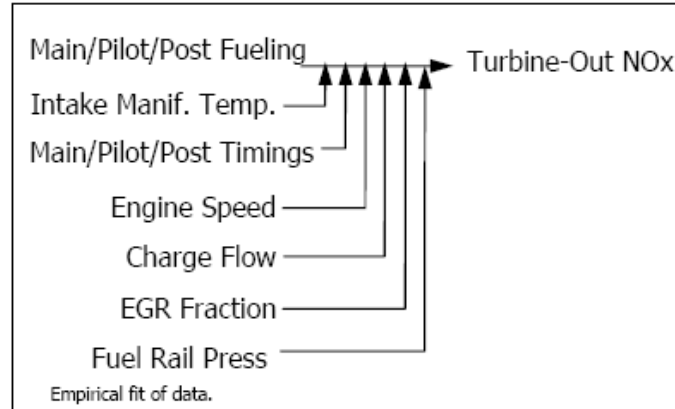 Main/Pilot/Post Fueling
Turbine-Out NOx
Intake Manif. Temp.
Main/Pilot/Post Timings
Engine Speed
Charge Flow
EGR Fraction
Fuel Rail Press
Empirical fit of data.